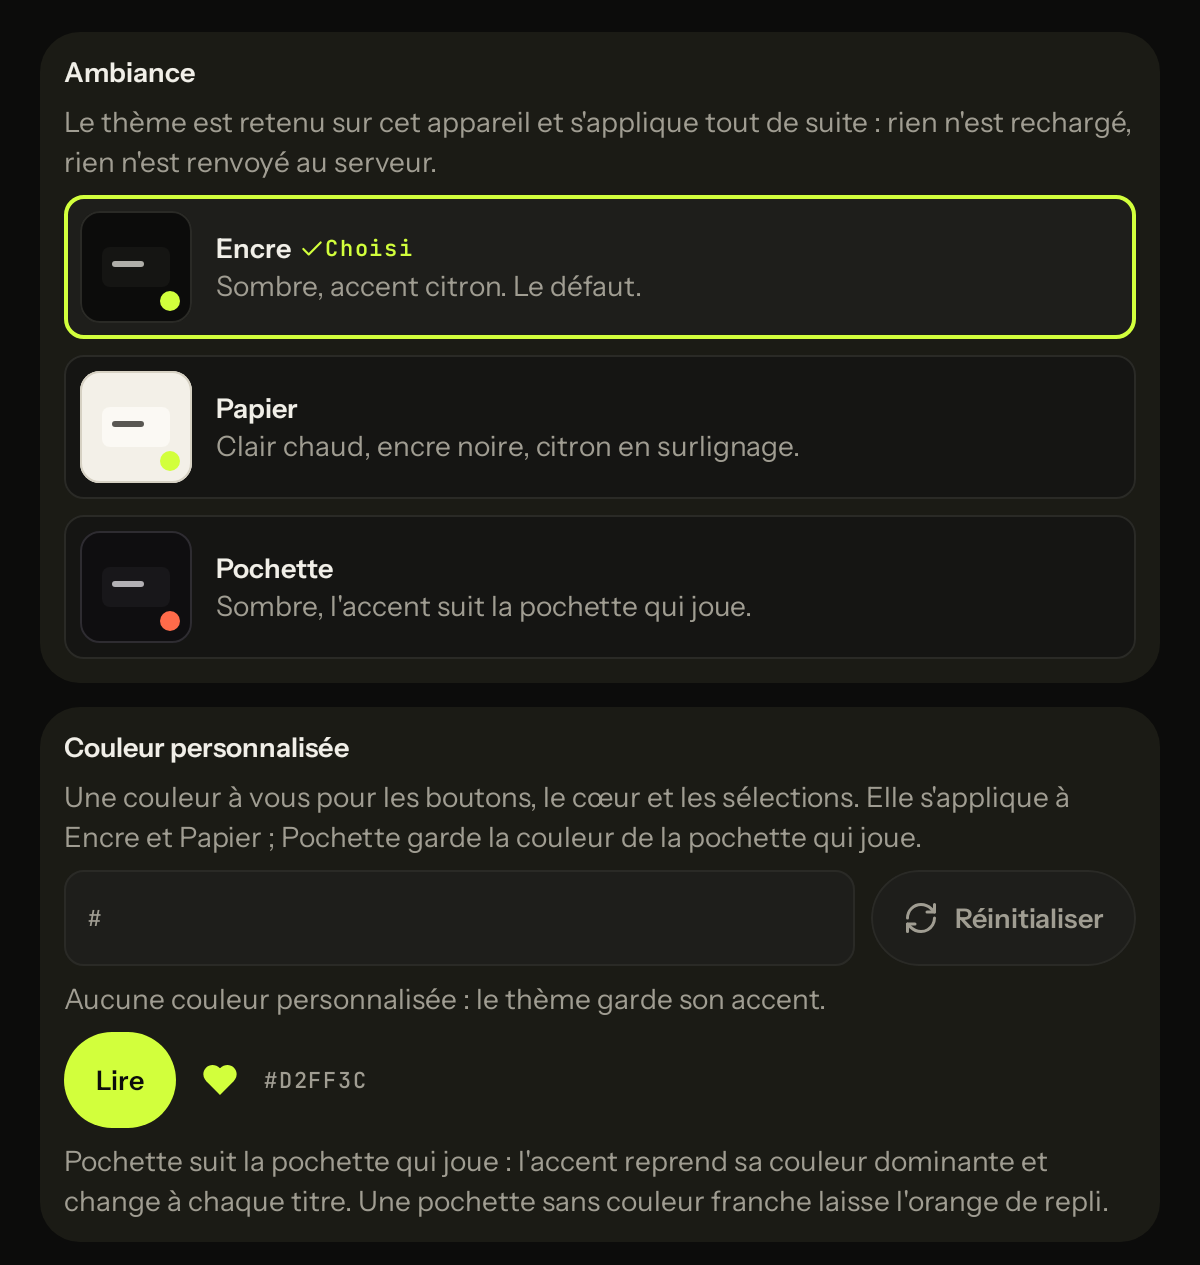 Ambiance
Le thème est retenu sur cet appareil et s'applique tout de suite : rien n'est rechargé,
rien n'est renvoyé au serveur.
Encre ✓Choisi
Sombre, accent citron. Le défaut.
Papier
Clair chaud, encre noire, citron en surlignage.
Pochette
Sombre, l'accent suit la pochette qui joue.
Couleur personnalisée
Une couleur à vous pour les boutons, le cœur et les sélections. Elle s'applique à
Encre et Papier ; Pochette garde la couleur de la pochette qui joue.
# Réinitialiser
Aucune couleur personnalisée : le thème garde son accent.
Lire #D2FF3C
Pochette suit la pochette qui joue : l'accent reprend sa couleur dominante et
change à chaque titre. Une pochette sans couleur franche laisse l'orange de repli.